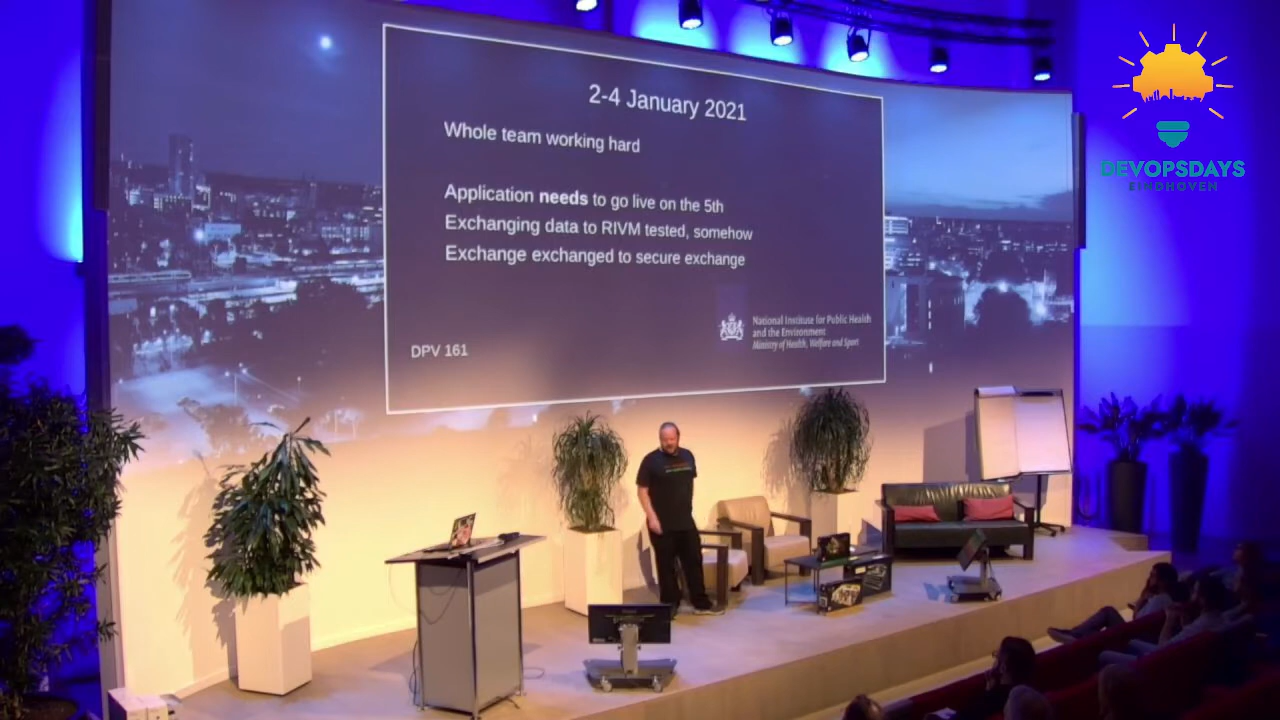 2-4 January 2021
Whole team working hard
Application needs to go live on the 5th
Exchanging data to RIVM tested, somehow
Exchange exchanged to secure exchange
National Institute for Public Health
and the Environment
Ministry of Health, Welfare and Sport
DPV 161
DEVOPSDAYS
EINDHOVEN